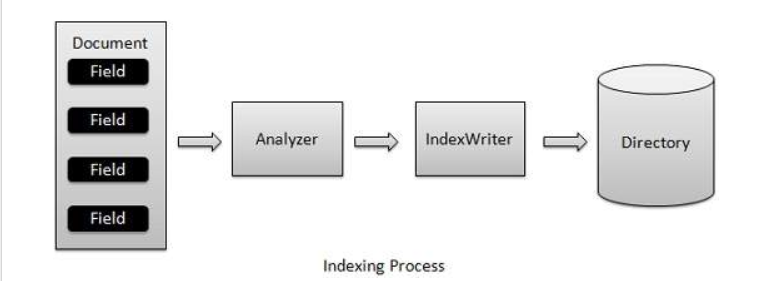 Document
Field
Field
Field
Field
Analyzer
IndexWriter
Directory
Indexing Process